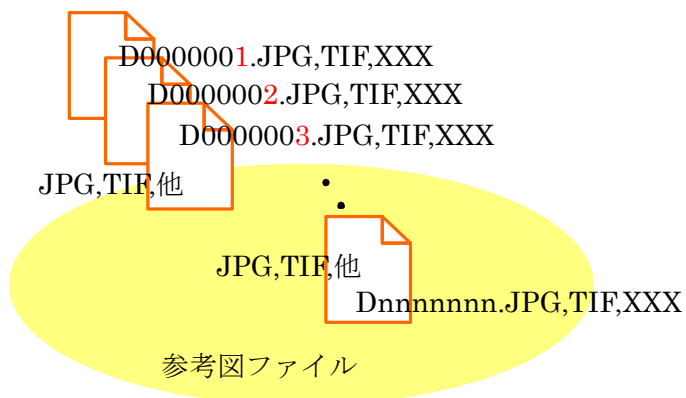 D0000001.JPG,TIF,XXX
D0000002.JPG,TIF,XXX
D0000003.JPG,TIF,XXX
JPG,TIF,他
JPG,TIF,他
Dnnnnnnn.JPG,TIF,XXX
参考図ファイル